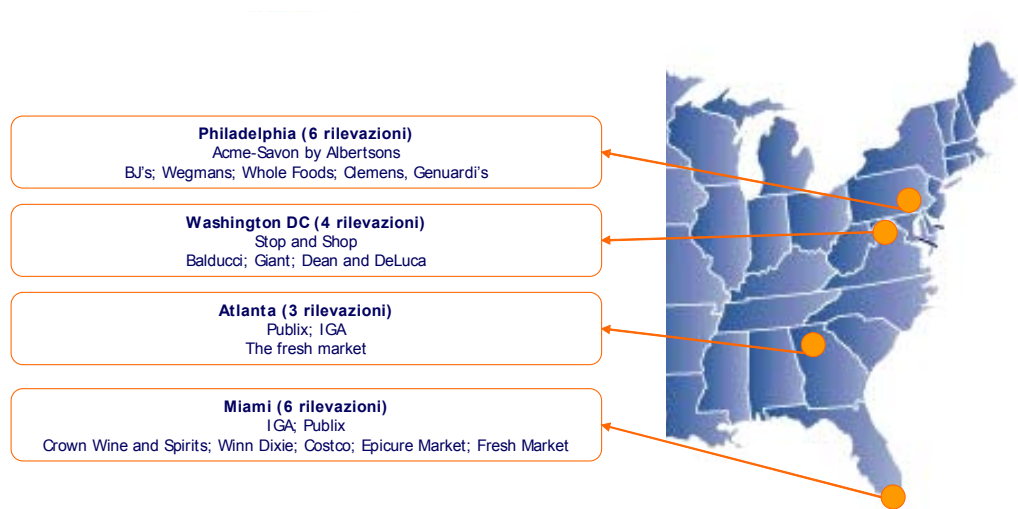 Philadelphia (6 rilevazioni)
Acme-Savon by Albertsons
BJ's; Wegmans; Whole Foods; Clemens, Genuardi's
Washington DC (4 rilevazioni)
Stop and Shop
Balducci; Giant; Dean and DeLuca
Atlanta (3 rilevazioni)
Publix; IGA
The fresh market
Miami (6 rilevazioni)
IGA; Publix
Crown Wine and Spirits; Winn Dixie; Costco; Epicure Market; Fresh Market